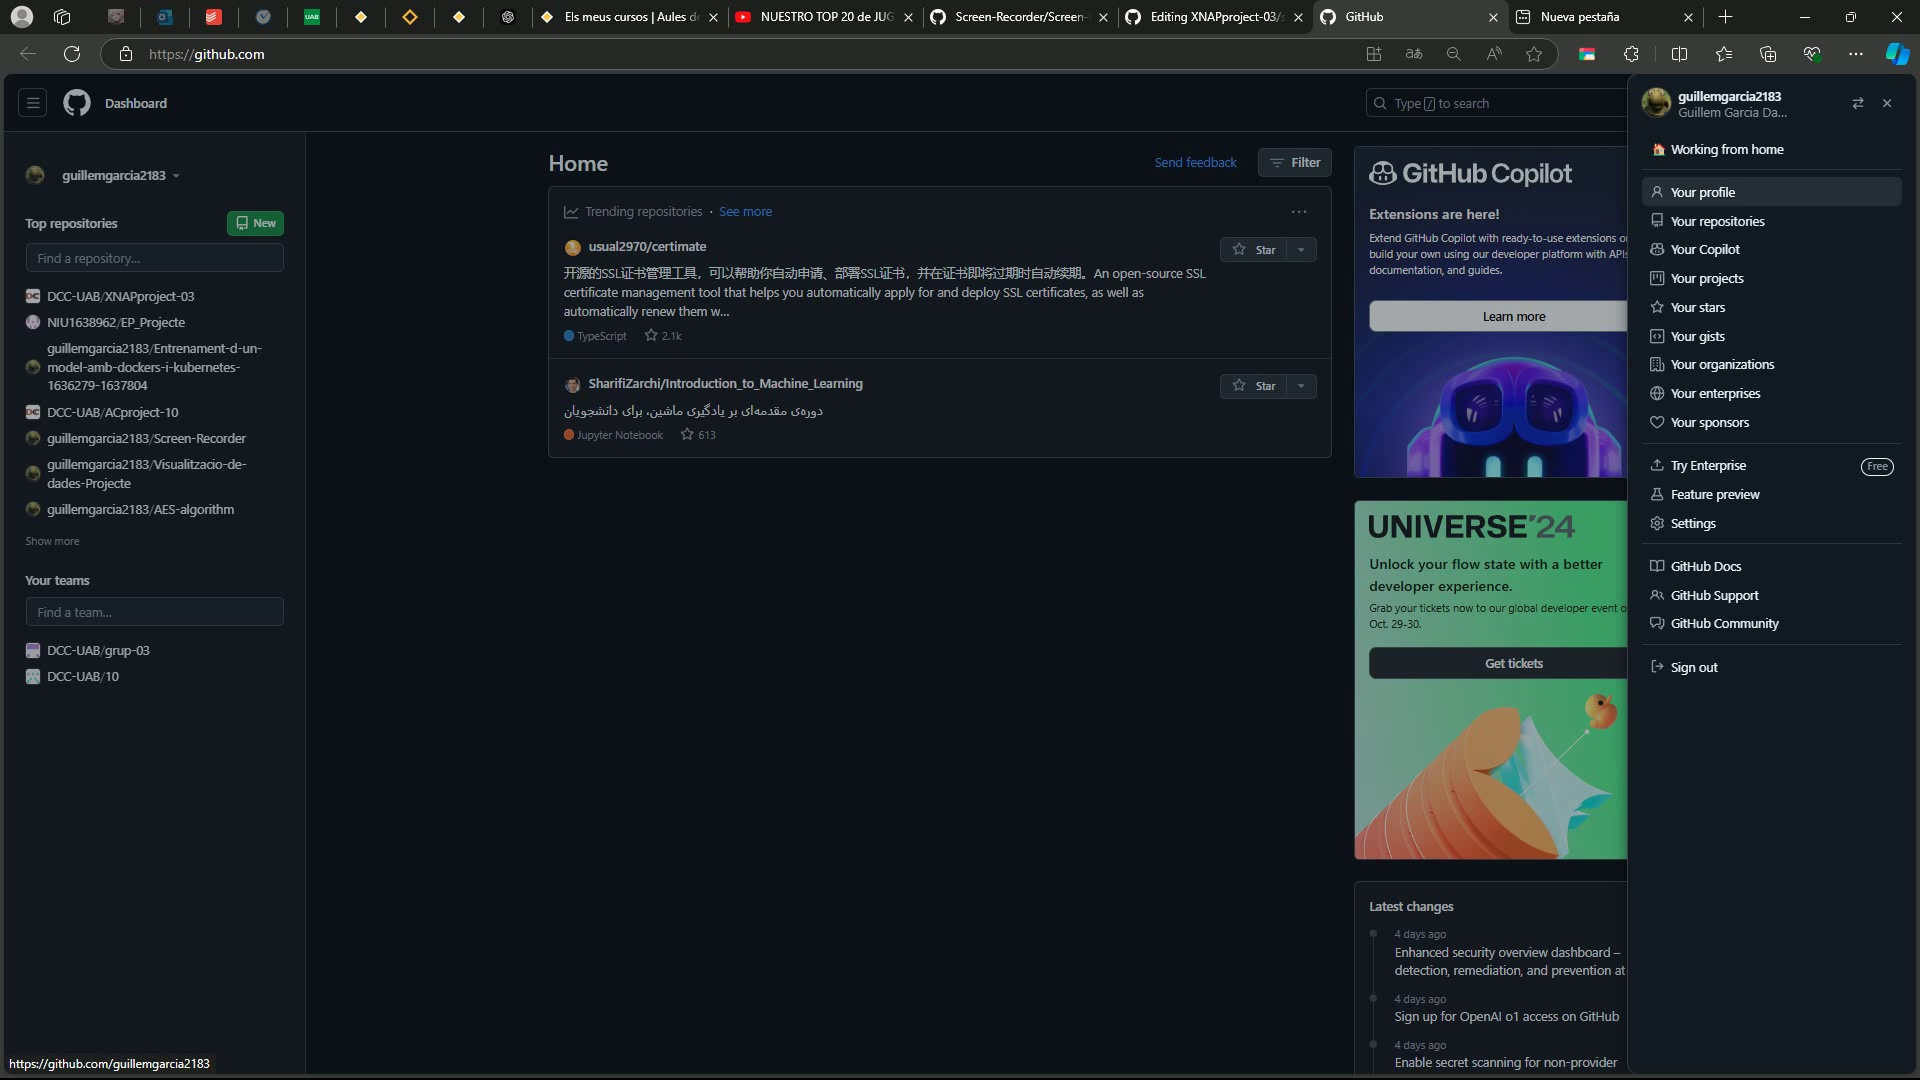 Els meus cursos | Aules d
NUESTRO TOP 20 de JUG
Screen-Recorder/Screen-
Editing XNAPproject-03/s
GitHub
Nueva pestaña
https://github.com
Dashboard
Type / to search
guillemgarcia2183
Guillem Garcia Da...
Working from home
Your profile
Your repositories
Your Copilot
Your projects
Your stars
Your gists
Your organizations
Your enterprises
Your sponsors
Try Enterprise
Free
Feature preview
Settings
GitHub Docs
GitHub Support
GitHub Community
Sign out
guillemgarcia2183
Top repositories
New
Find a repository...
DCC-UAB/XNAPproject-03
NIU1638962/EP_Projecte
guillemgarcia2183/Entrenament-d-un-
model-amb-dockers-i-kubernetes-
1636279-1637804
DCC-UAB/ACproject-10
guillemgarcia2183/Screen-Recorder
guillemgarcia2183/Visualitzacio-de-
dades-Projecte
guillemgarcia2183/AES-algorithm
Show more
Your teams
Find a team...
DCC-UAB/grup-03
DCC-UAB/10
Home
Send feedback
Filter
Trending repositories · See more
usual2970/certimate
Star
开源的SSL证书管理工具，可以帮助你自动申请、部署SSL证书，并在证书即将过期时自动续期。An open-source SSL
certificate management tool that helps you automatically apply for and deploy SSL certificates, as well as
automatically renew them w...
TypeScript 2.1k
SharifiZarchi/Introduction_to_Machine_Learning
Star
دوره‌ی مقدمه‌ای بر یادگیری ماشین، برای دانشجویان
Jupyter Notebook 613
GitHub Copilot
Extensions are here!
Extend GitHub Copilot with ready-to-use extensions o
build your own using our developer platform with APIs
documentation, and guides.
Learn more
UNIVERSE'24
Unlock your flow state with a better
developer experience.
Grab your tickets now to our global developer event o
Oct. 29-30.
Get tickets
Latest changes
4 days ago
Enhanced security overview dashboard –
detection, remediation, and prevention at
4 days ago
Sign up for OpenAI o1 access on GitHub
4 days ago
Enable secret scanning for non-provider
https://github.com/guillemgarcia2183